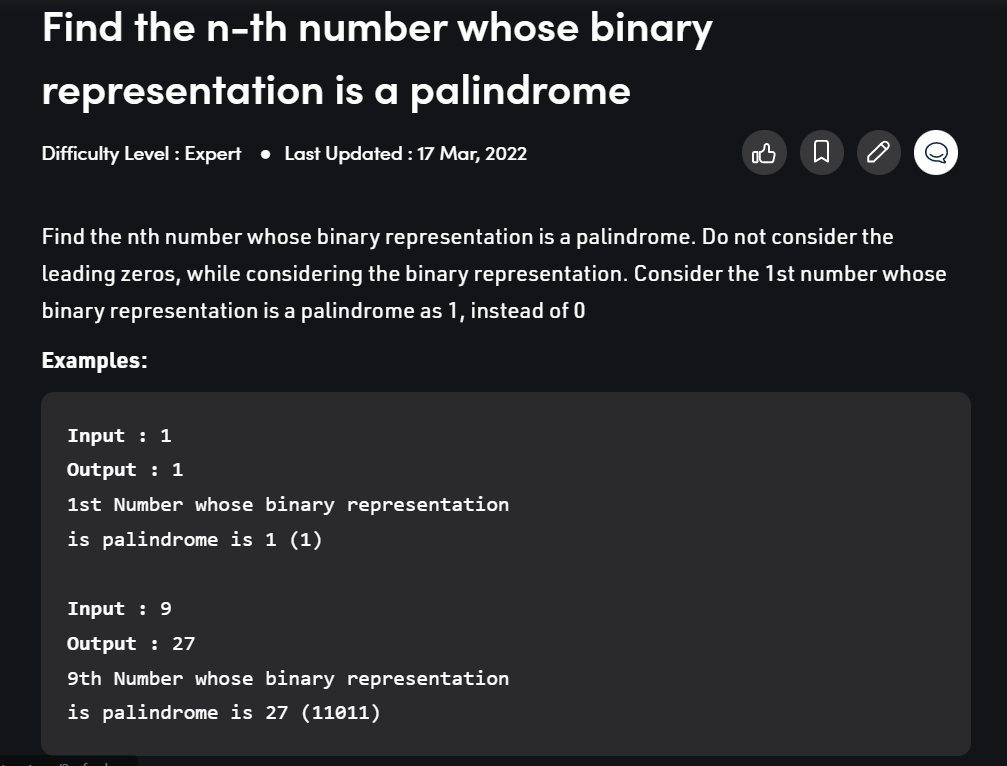 Find the n-th number whose binary
representation is a palindrome
Difficulty Level : Expert ● Last Updated : 17 Mar, 2022
Find the nth number whose binary representation is a palindrome. Do not consider the
leading zeros, while considering the binary representation. Consider the 1st number whose
binary representation is a palindrome as 1, instead of 0
Examples:
Input : 1
Output : 1
1st Number whose binary representation
is palindrome is 1 (1)
Input : 9
Output : 27
9th Number whose binary representation
is palindrome is 27 (11011)